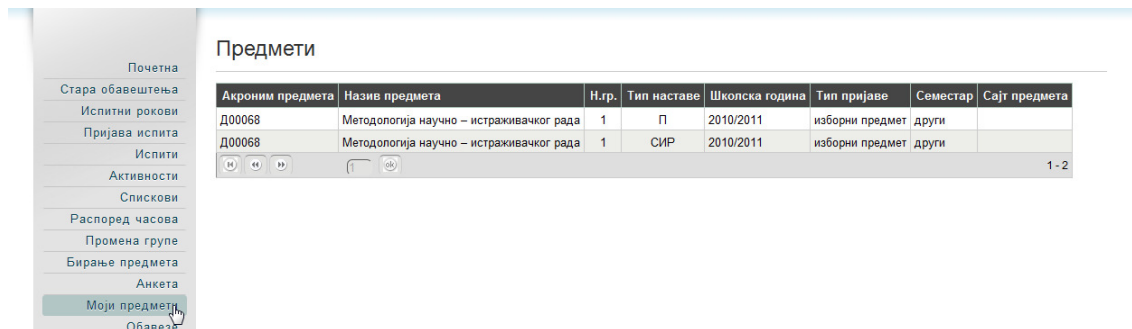 Предмети
Почетна
Стара обавештења
Испитни рокови
Пријава испита
Испити
Активности
Спискови
Распоред часова
Промена групе
Бирање предмета
Анкета
Моји предмети
Обавезе
Акроним предмета Назив предмета Н.гр. Тип наставе Школска година Тип пријаве Семестар Сајт предмета
Д00068 Методологија научно – истраживачког рада 1 П 2010/2011 изборни предмет други
Д00068 Методологија научно – истраживачког рада 1 СИР 2010/2011 изборни предмет други
1 ok 1 - 2